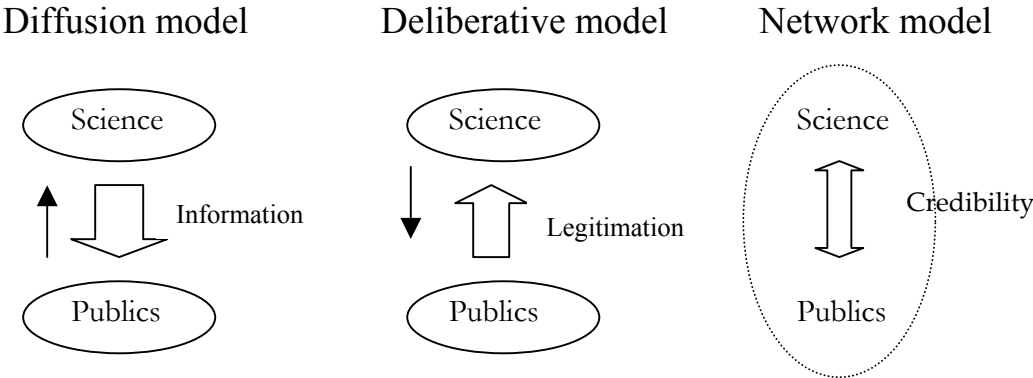 Diffusion model
Deliberative model
Network model
Science
Science
Science
Information
Legitimation
Credibility
Publics
Publics
Publics